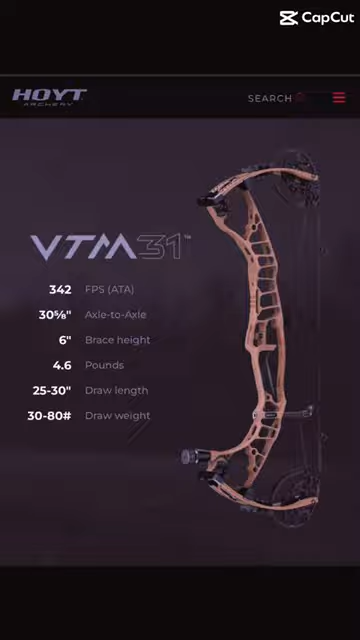 CapCut
HOYT
ARCHERY
SEARCH
VTM31™
342 FPS (ATA)
30⅝" Axle-to-Axle
6" Brace height
4.6 Pounds
25-30" Draw length
30-80# Draw weight